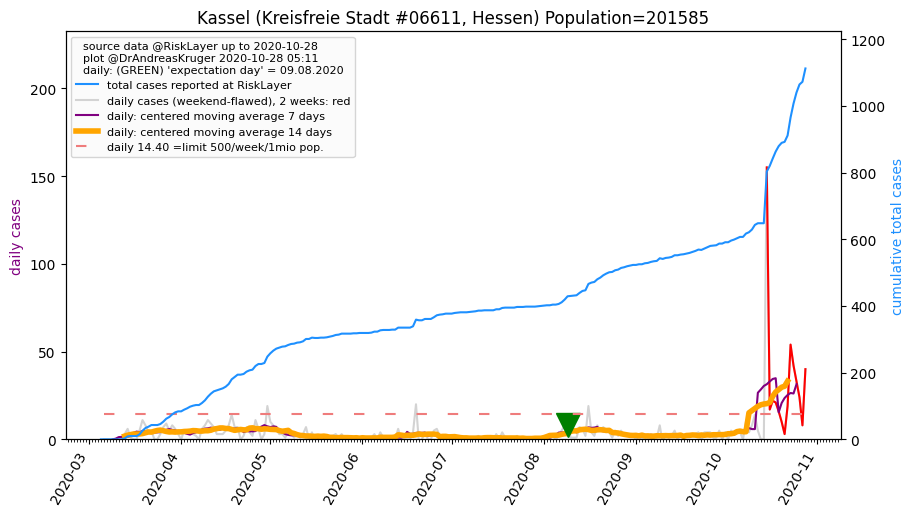 Kassel (Kreisfreie Stadt #06611, Hessen) Population=201585
source data @RiskLayer up to 2020-10-28
plot @DrAndreasKruger 2020-10-28 05:11
daily: (GREEN) 'expectation day' = 09.08.2020
total cases reported at RiskLayer
daily cases (weekend-flawed), 2 weeks: red
daily: centered moving average 7 days
daily: centered moving average 14 days
daily 14.40 =limit 500/week/1mio pop.
daily cases
200
150
100
50
0
cumulative total cases
1200
1000
800
600
400
200
0
2020-03
2020-04
2020-05
2020-06
2020-07
2020-08
2020-09
2020-10
2020-11